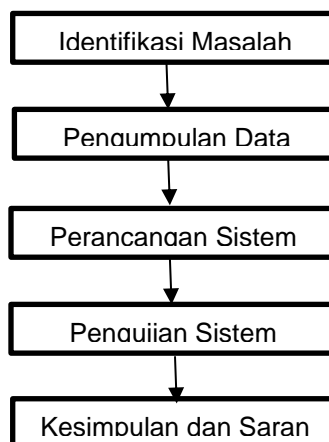 Identifikasi Masalah
Pengumpulan Data
Perancangan Sistem
Pengujian Sistem
Kesimpulan dan Saran